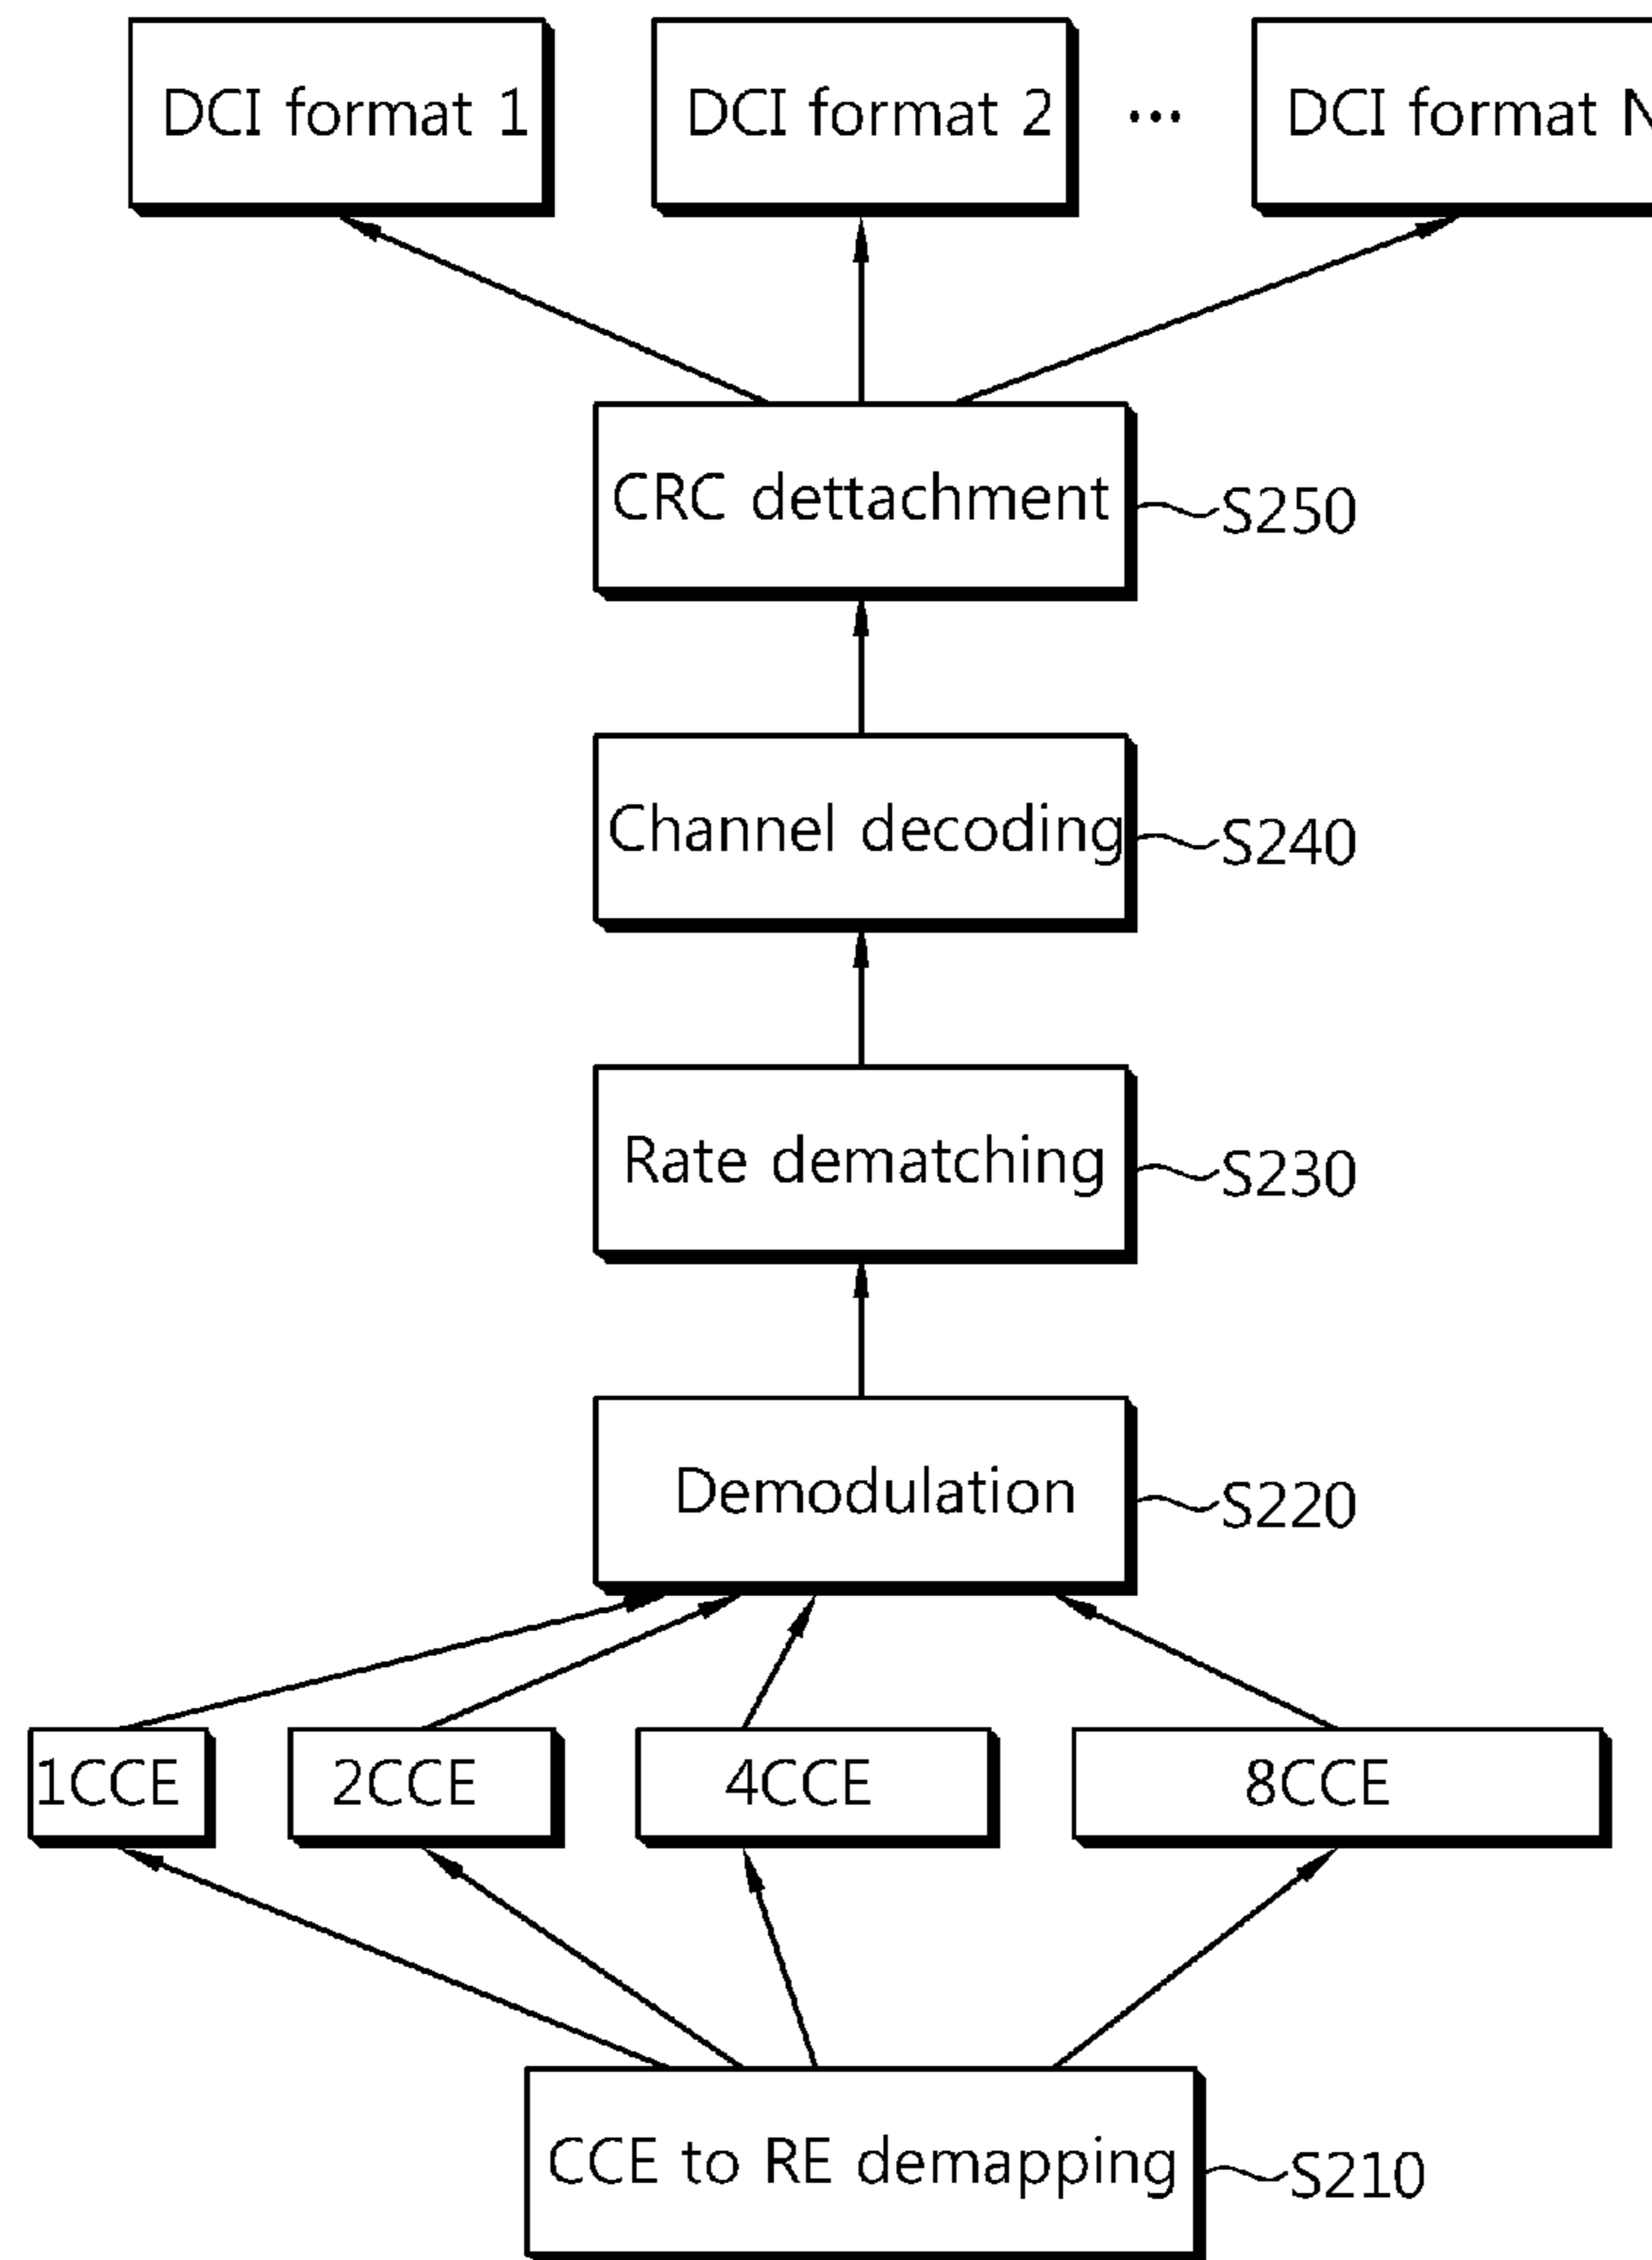 DCI format 1
DCI format 2
...
DCI format N
CRC dettachment
S250
Channel decoding
S240
Rate dematching
S230
Demodulation
S220
1CCE
2CCE
4CCE
8CCE
CCE to RE demapping
S210